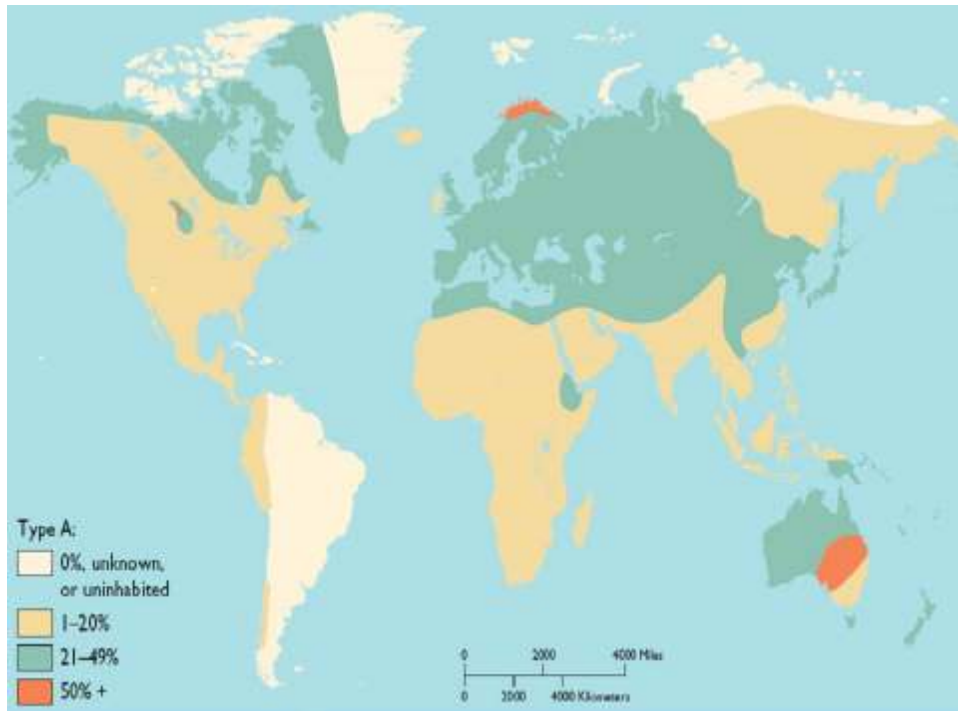 Type A:
0%, unknown,
or uninhabited
1–20%
21–49%
50% +
0 2000 4000 Miles
0 2000 4000 Kilometers